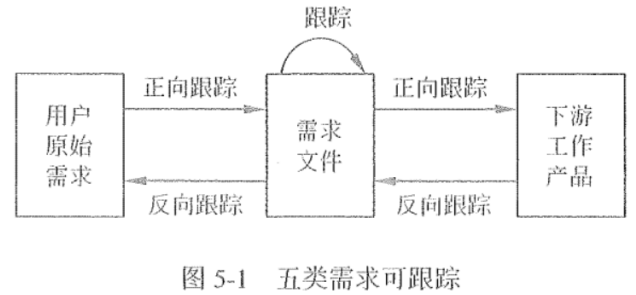 跟踪
正向跟踪
正向跟踪
用户
原始
需求
需求
文件
下游
工作
产品
反向跟踪
反向跟踪
图 5-1 五类需求可跟踪